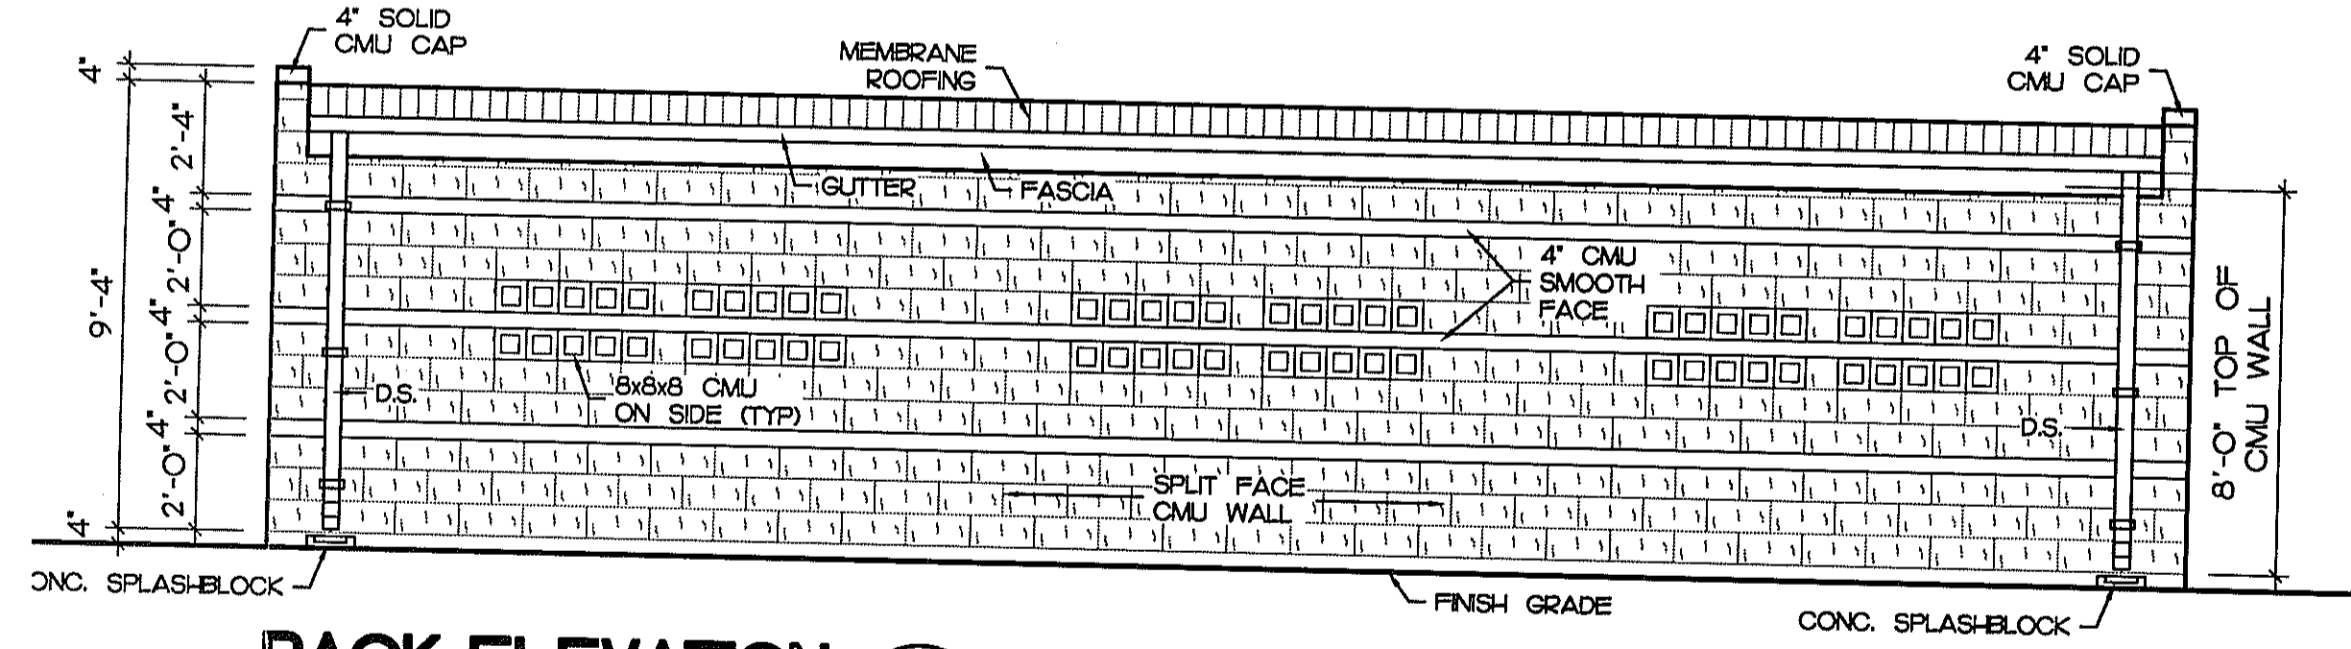 4" SOLID
CMU CAP
MEMBRANE
ROOFING
4" SOLID
CMU CAP
4"
2'-4"
GUTTER
FASCIA
4"
2'-0"
4"
2'-0"
4"
2'-0"
9'-4"
4"
4" CMU
SMOOTH
FACE
8'-0" TOP OF
CMU WALL
D.S.
8x8x8 CMU
ON SIDE (TYP)
D.S.
SPLIT FACE
CMU WALL
ONC. SPLASHBLOCK
FINISH GRADE
CONC. SPLASHBLOCK
BACK ELEVATION